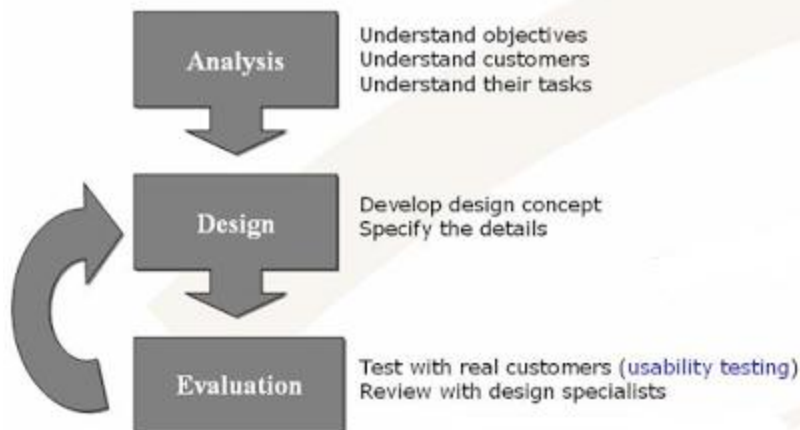 Analysis
Understand objectives
Understand customers
Understand their tasks
Design
Develop design concept
Specify the details
Evaluation
Test with real customers (usability testing)
Review with design specialists